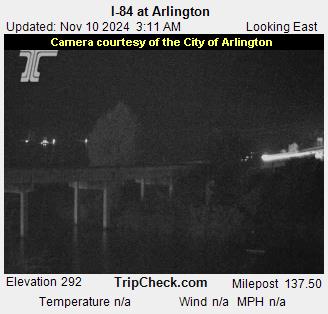 I-84 at Arlington
Updated: Nov 10 2024 3:11 AM Looking East
Camera courtesy of the City of Arlington
Elevation 292 TripCheck.com Milepost 137.50
Temperature n/a Wind n/a MPH n/a